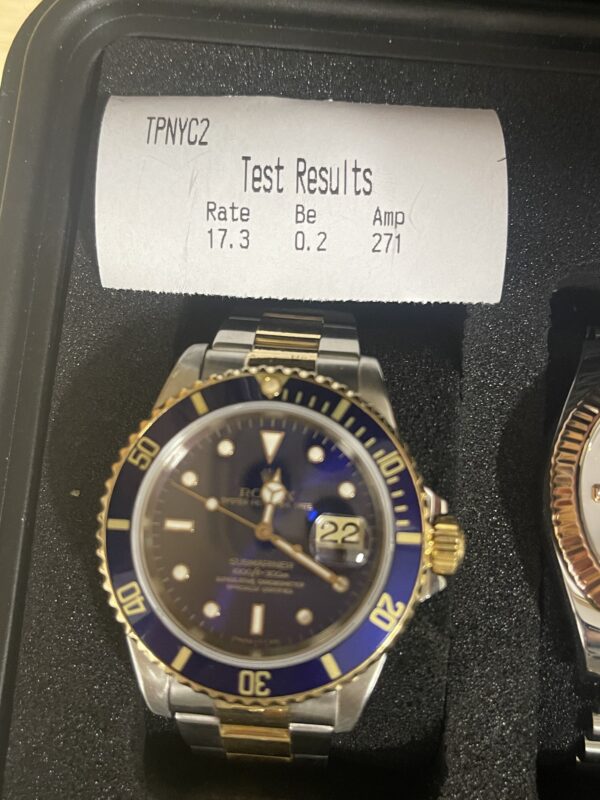 TPNYC2
Test Results
Rate Be Amp
17.3 0.2 271
10
20
30
40
50
ROLEX
22
SUBMARINER